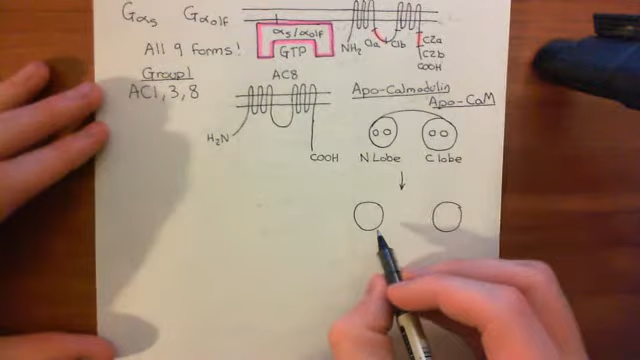 Gαs Gαolf
αs/αolf
GTP
NH2 C1a C1b C2a
C2b
COOH
All 9 forms!
Group1
AC1, 3, 8
AC8
H2N
COOH
Apo-Calmodulin
Apo-CaM
N Lobe C lobe